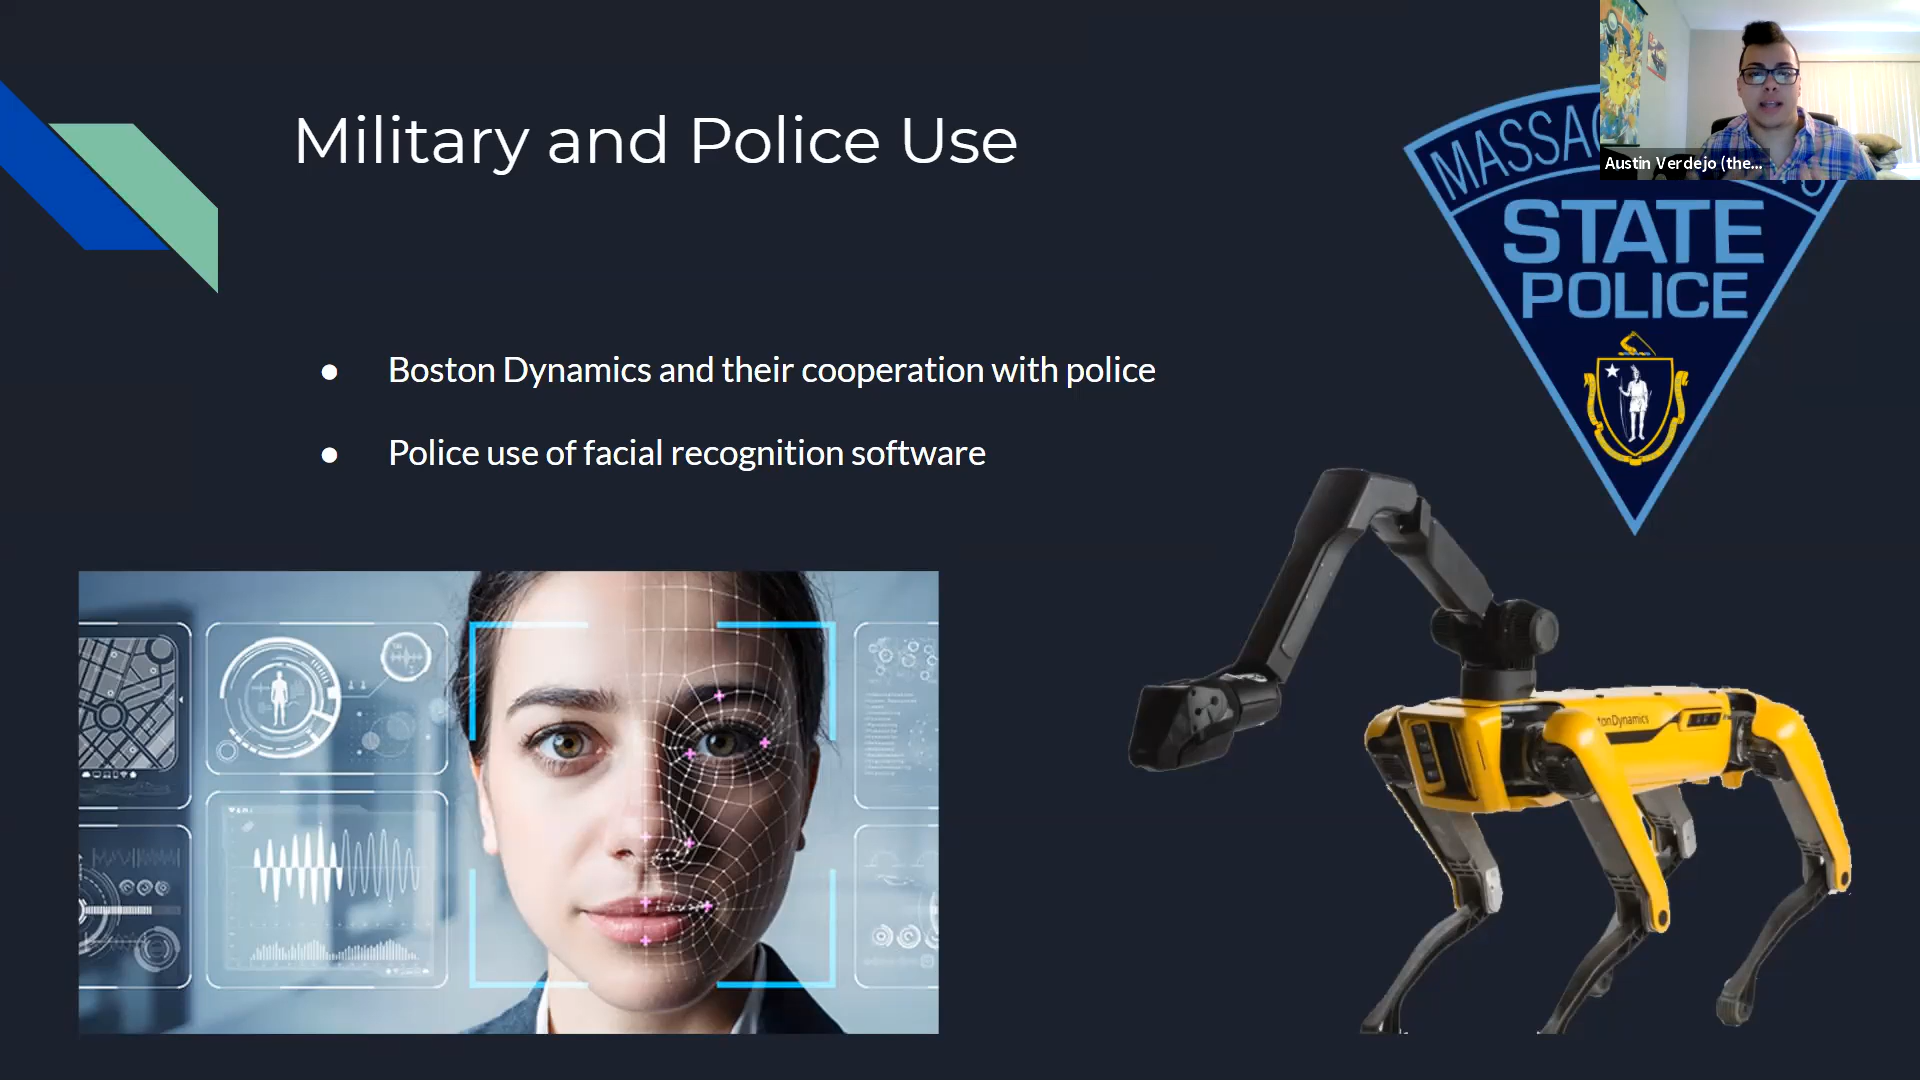 Military and Police Use
Austin Verdejo (the...
STATE
POLICE
● Boston Dynamics and their cooperation with police
● Police use of facial recognition software